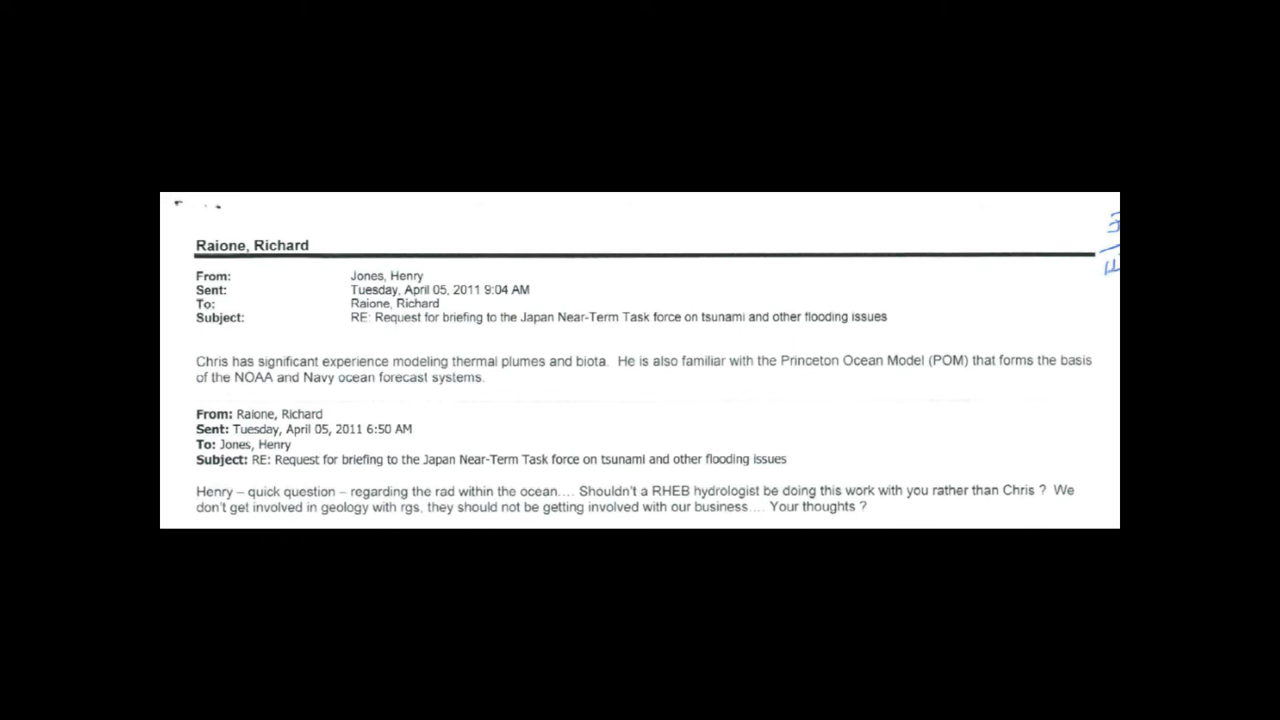 Raione, Richard
From: Jones, Henry
Sent: Tuesday, April 05, 2011 9:04 AM
To: Raione, Richard
Subject: RE: Request for briefing to the Japan Near-Term Task force on tsunami and other flooding issues
Chris has significant experience modeling thermal plumes and biota. He is also familiar with the Princeton Ocean Model (POM) that forms the basis
of the NOAA and Navy ocean forecast systems.
From: Raione, Richard
Sent: Tuesday, April 05, 2011 6:50 AM
To: Jones, Henry
Subject: RE: Request for briefing to the Japan Near-Term Task force on tsunami and other flooding issues
Henry – quick question – regarding the rad within the ocean.... Shouldn't a RHEB hydrologist be doing this work with you rather than Chris ? We
don't get involved in geology with rgs, they should not be getting involved with our business.... Your thoughts ?